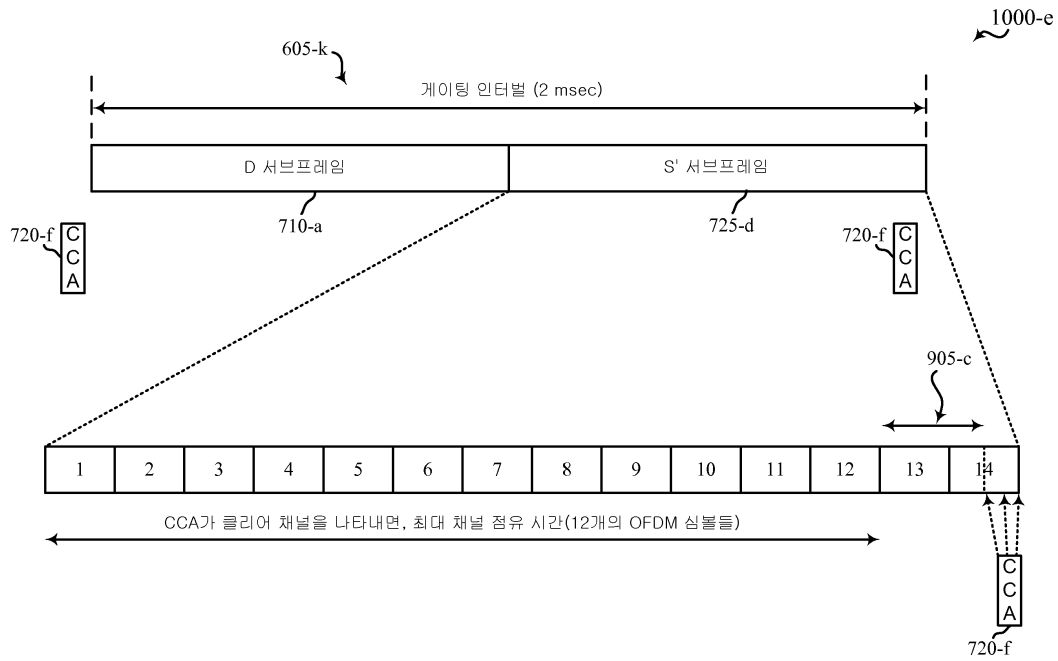 1000-e
605-k
게이팅 인터벌 (2 msec)
D 서브프레임
S' 서브프레임
710-a
725-d
720-f
CCA
720-f
CCA
905-c
1 2 3 4 5 6 7 8 9 10 11 12 13 14
CCA가 클리어 채널을 나타내면, 최대 채널 점유 시간(12개의 OFDM 심볼들)
CCA
720-f